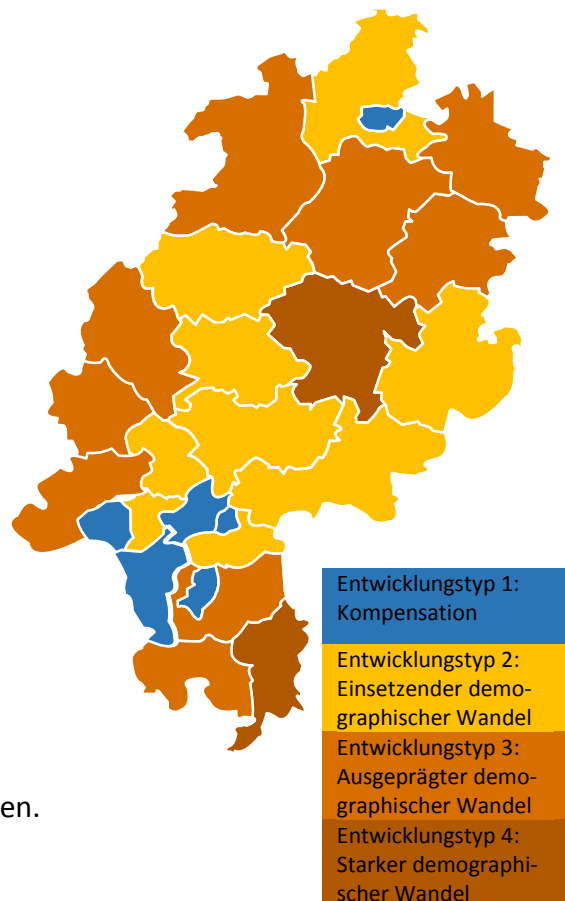 Entwicklungstyp 1:
Kompensation
Entwicklungstyp 2:
Einsetzender demo-
graphischer Wandel
Entwicklungstyp 3:
Ausgeprägter demo-
graphischer Wandel
en.
Entwicklungstyp 4:
Starker demographi-
scher Wandel